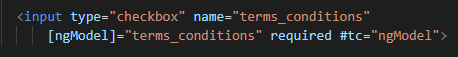 <input type="checkbox" name="terms_conditions"
[ngModel]="terms_conditions" required #tc="ngModel">